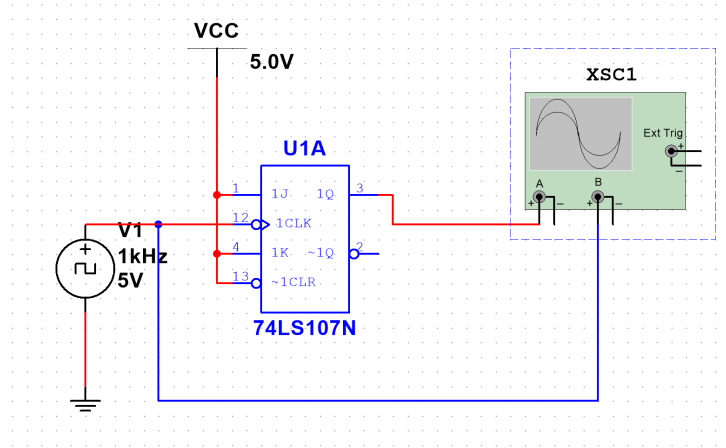 VCC
5.0V
XSC1
Ext Trig
+
−
A
B
+ −
+ −
U1A
1 1J 1Q 3
12 1CLK
4 1K ~1Q 2
13 ~1CLR
74LS107N
V1
+
1kHz
5V